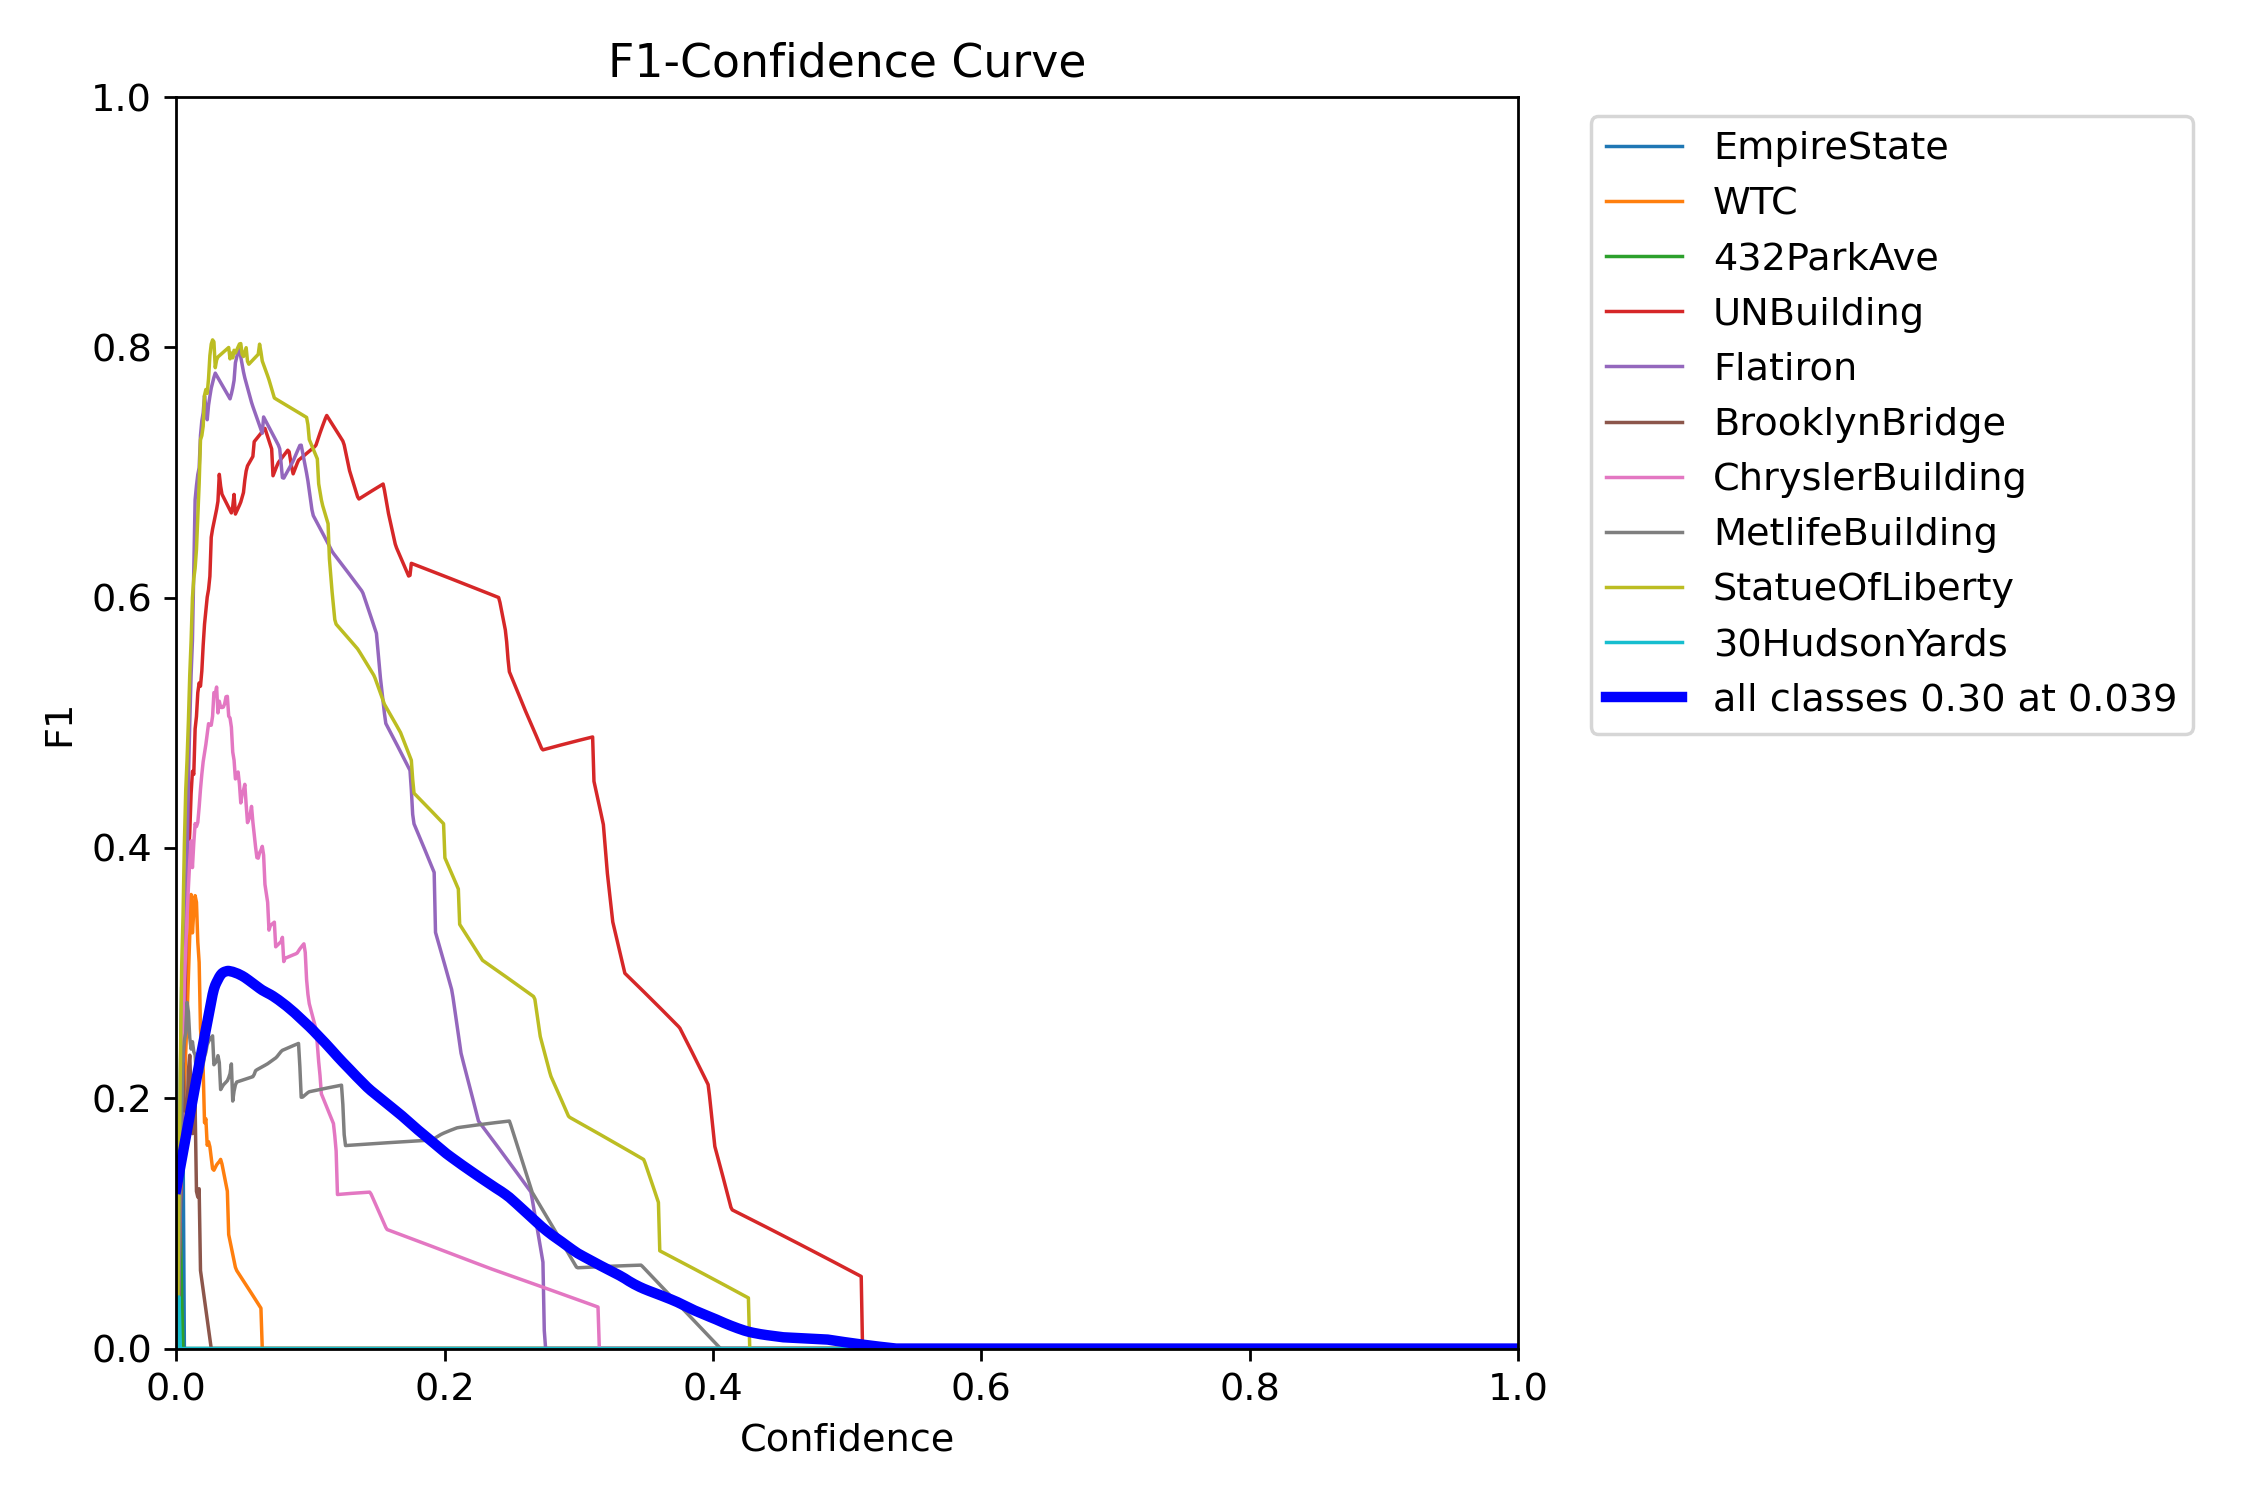 F1-Confidence Curve
1.0
0.8
0.6
0.4
0.2
0.0
F1
0.0 0.2 0.4 0.6 0.8 1.0
Confidence
EmpireState
WTC
432ParkAve
UNBuilding
Flatiron
BrooklynBridge
ChryslerBuilding
MetlifeBuilding
StatueOfLiberty
30HudsonYards
all classes 0.30 at 0.039